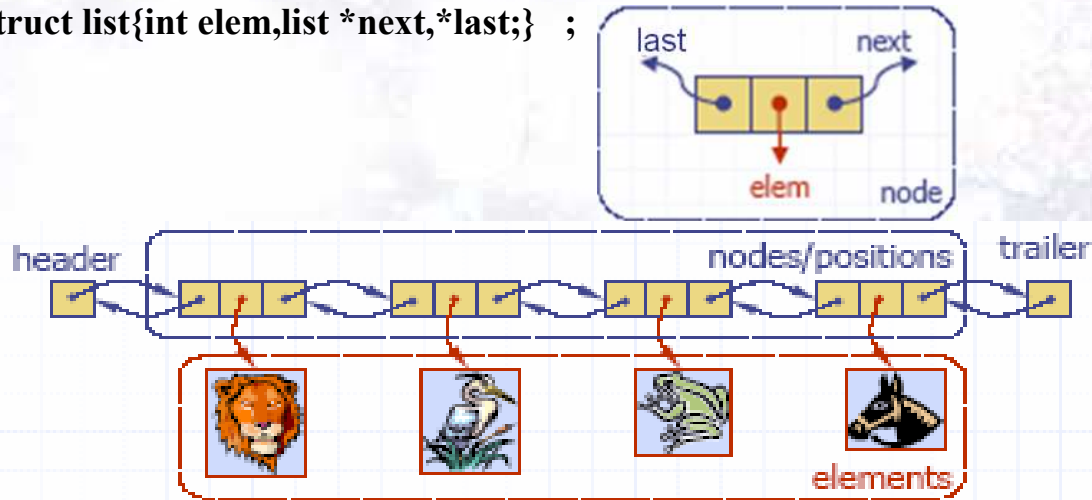 truct list{int elem,list *next,*last;} ;
last next
elem
node
header nodes/positions trailer
elements